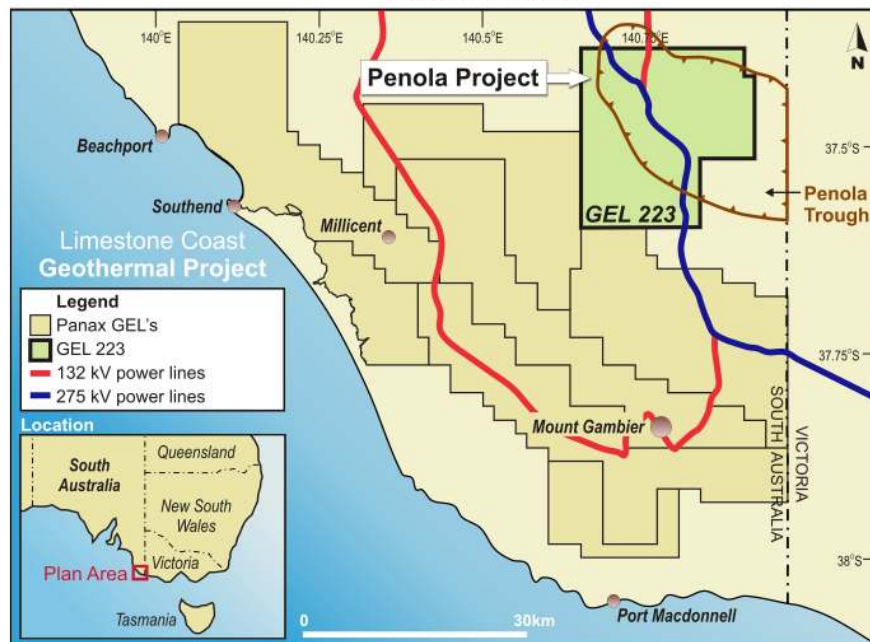 140°E
140.25°E
140.5°E
140.75°E
N
Penola Project
Beachport
37.5°S
Penola
Trough
Southend
GEL 223
Millicent
Limestone Coast
Geothermal Project
Legend
Panax GEL's
GEL 223
132 kV power lines
275 kV power lines
37.75°S
SOUTH AUSTRALIA
VICTORIA
Mount Gambier
Location
South
Australia
Queensland
New South
Wales
Victoria
Plan Area
Tasmania
38°S
0
30km
Port Macdonnell